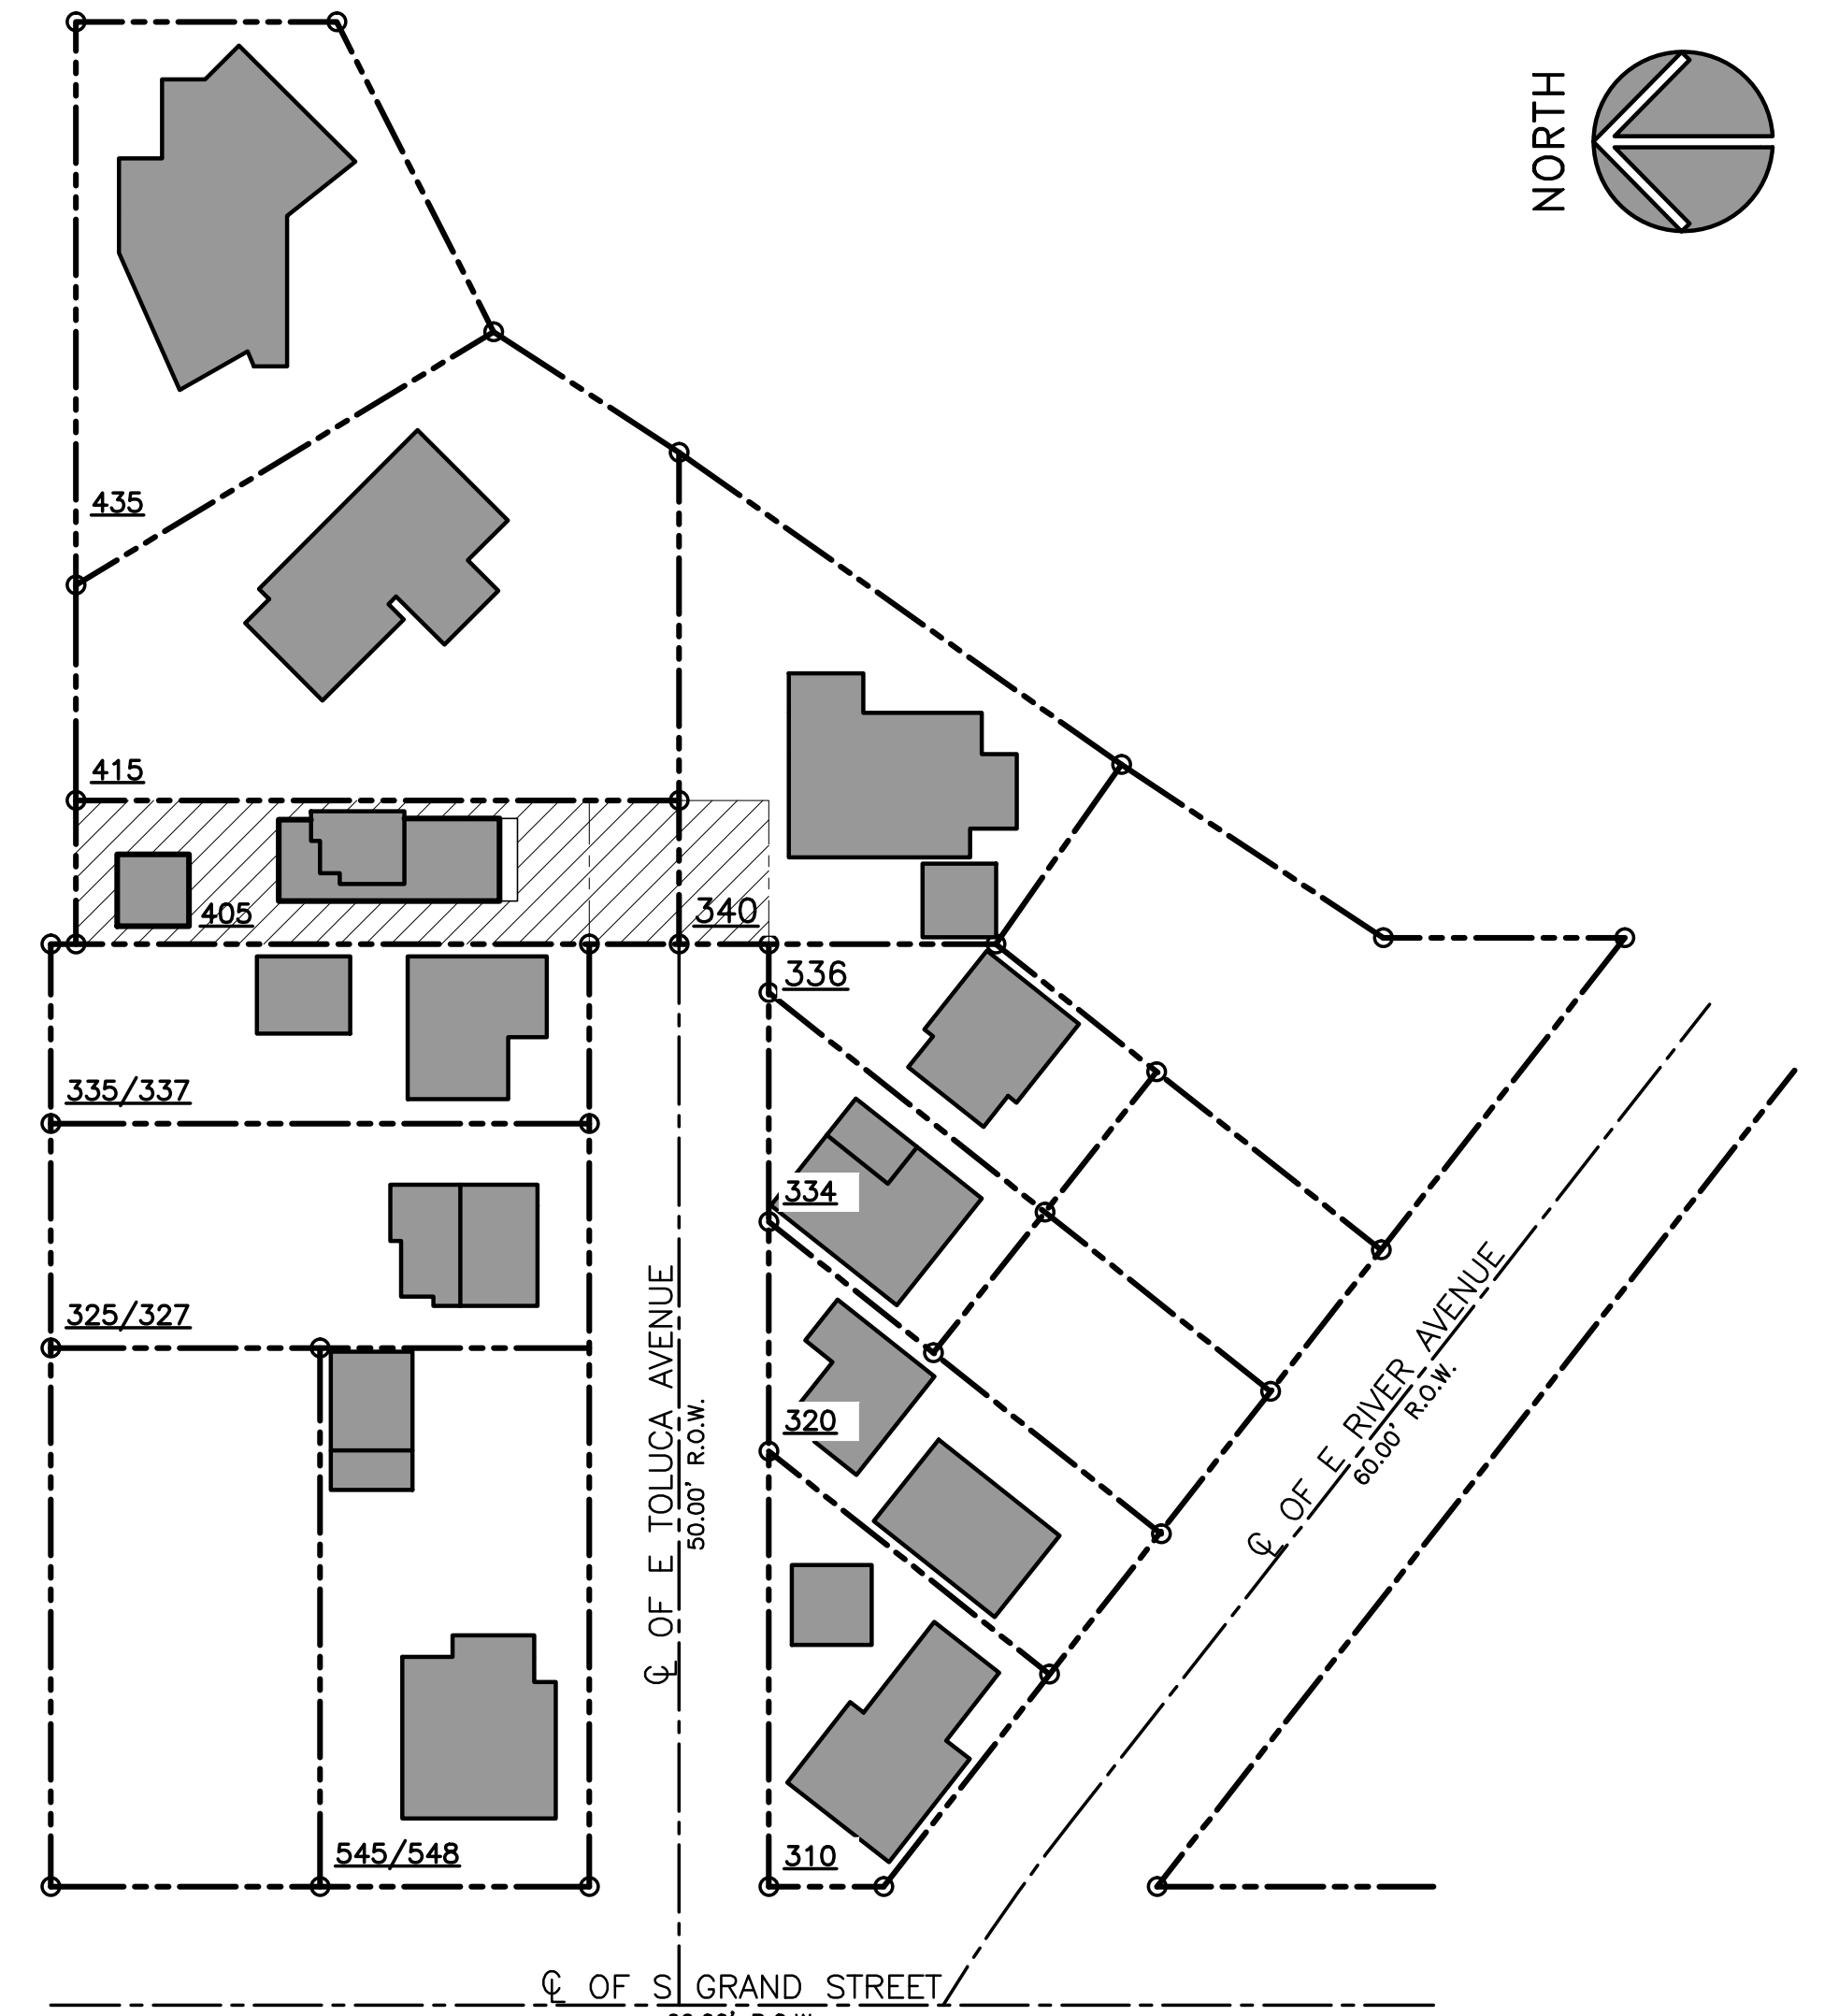 NORTH
435
415
405
340
336
335/337
334
325/327
320
℄ OF E TOLUCA AVENUE
50.00' R.O.W.
℄ OF E RIVER AVENUE
60.00' R.O.W.
545/548
310
℄ OF S GRAND STREET
R.O.W.